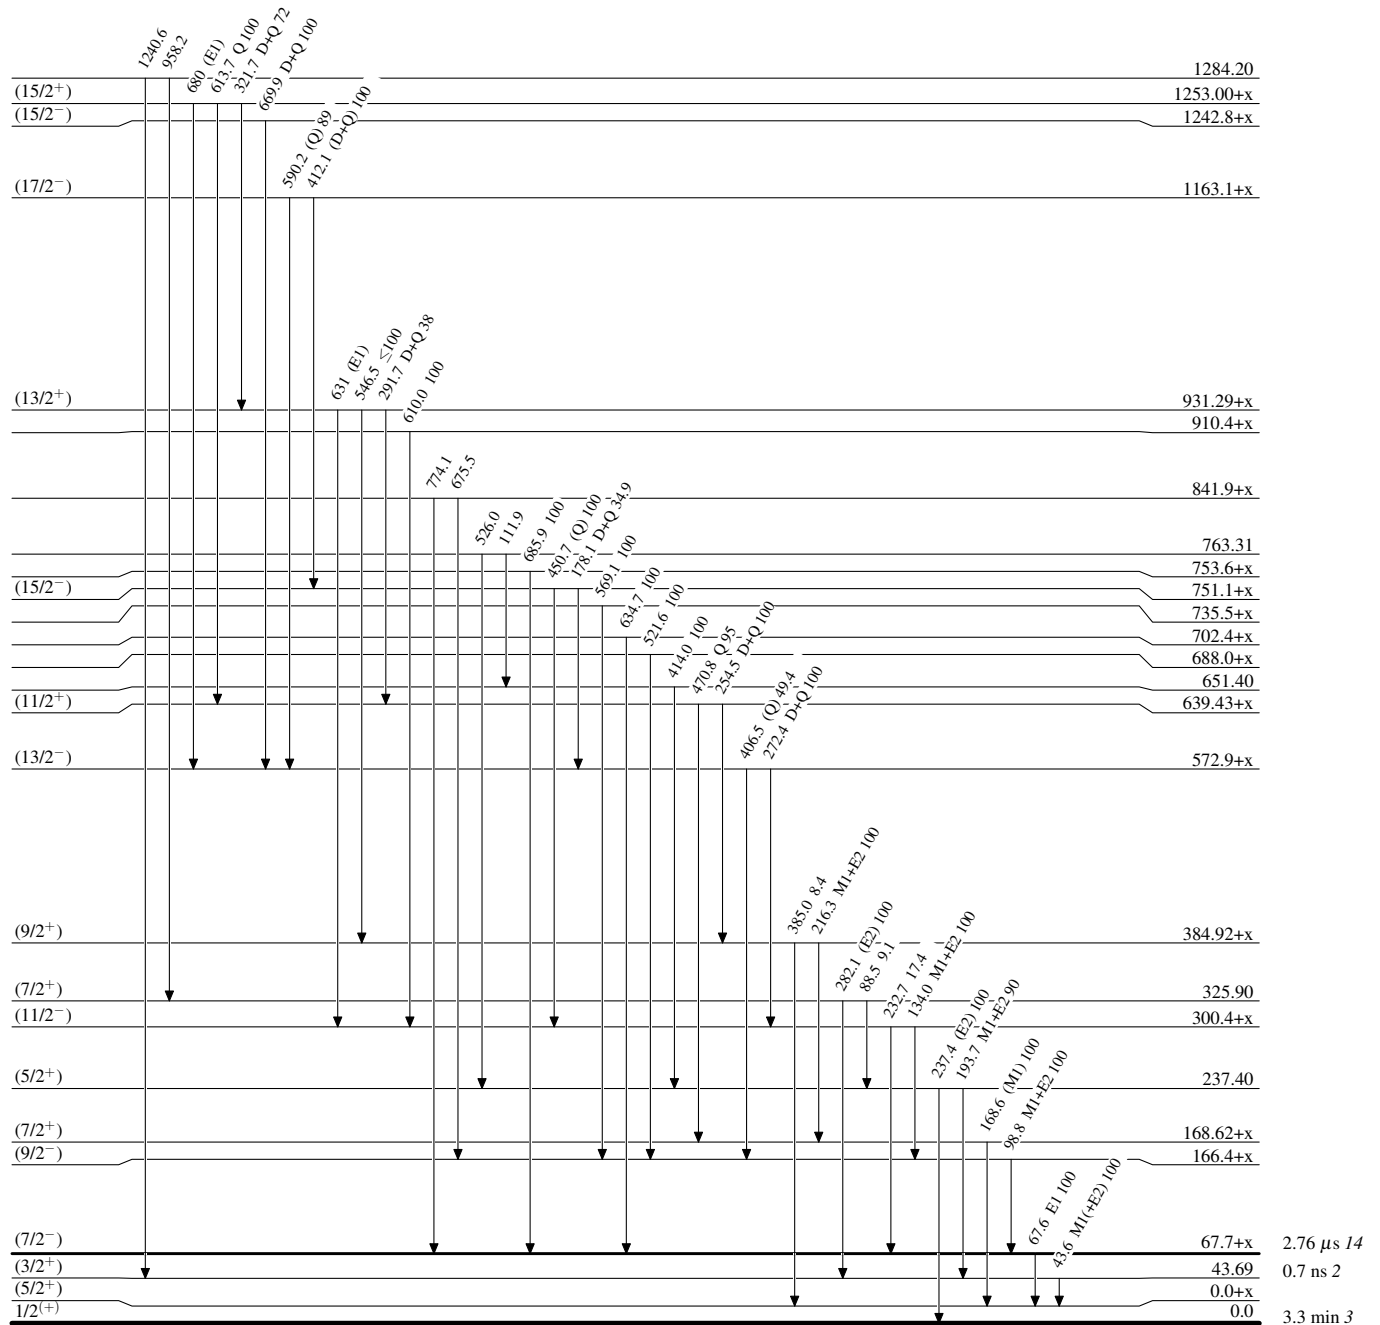 1240.6
958.2
680 (E1)
613.7 Q 100
321.7 D+Q 72
669.9 D+Q 100
1284.20
(15/2+) 1253.00+x
(15/2−) 1242.8+x
590.2 (Q) 89
412.1 (D+Q) 100
(17/2−) 1163.1+x
631 (E1)
546.5 ≤100
291.7 D+Q 38
610.0 100
(13/2+) 931.29+x
910.4+x
774.1
675.5
841.9+x
526.0
111.9
685.9 100
450.7 (Q) 100
178.1 D+Q 34.9
569.1 100
634.7 100
521.6 100
414.0 100
470.8 Q 95
254.5 D+Q 100
406.5 (Q) 49.4
272.4 D+Q 100
763.31
753.6+x
(15/2−) 751.1+x
735.5+x
702.4+x
688.0+x
651.40
(11/2+) 639.43+x
(13/2−) 572.9+x
385.0 8.4
216.3 M1+E2 100
282.1 (E2) 100
88.5 9.1
232.7 17.4
134.0 M1+E2 100
237.4 (E2) 100
193.7 M1+E2 90
168.6 (M1) 100
98.8 M1+E2 100
67.6 E1 100
43.6 M1(+E2) 100
(9/2+) 384.92+x
(7/2+) 325.90
(11/2−) 300.4+x
(5/2+) 237.40
(7/2+) 168.62+x
(9/2−) 166.4+x
(7/2−) 67.7+x 2.76 μs 14
(3/2+) 43.69 0.7 ns 2
(5/2+) 0.0+x
1/2(+) 0.0 3.3 min 3